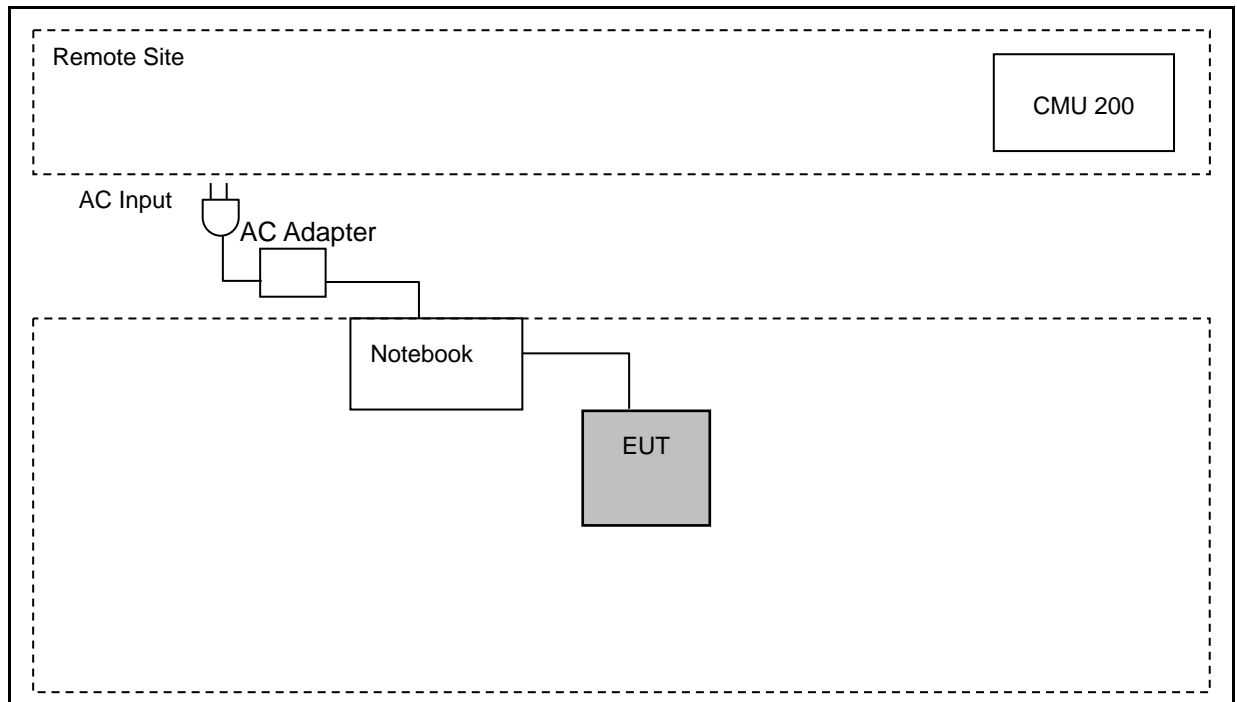 Remote Site
CMU 200
AC Input
AC Adapter
Notebook
EUT